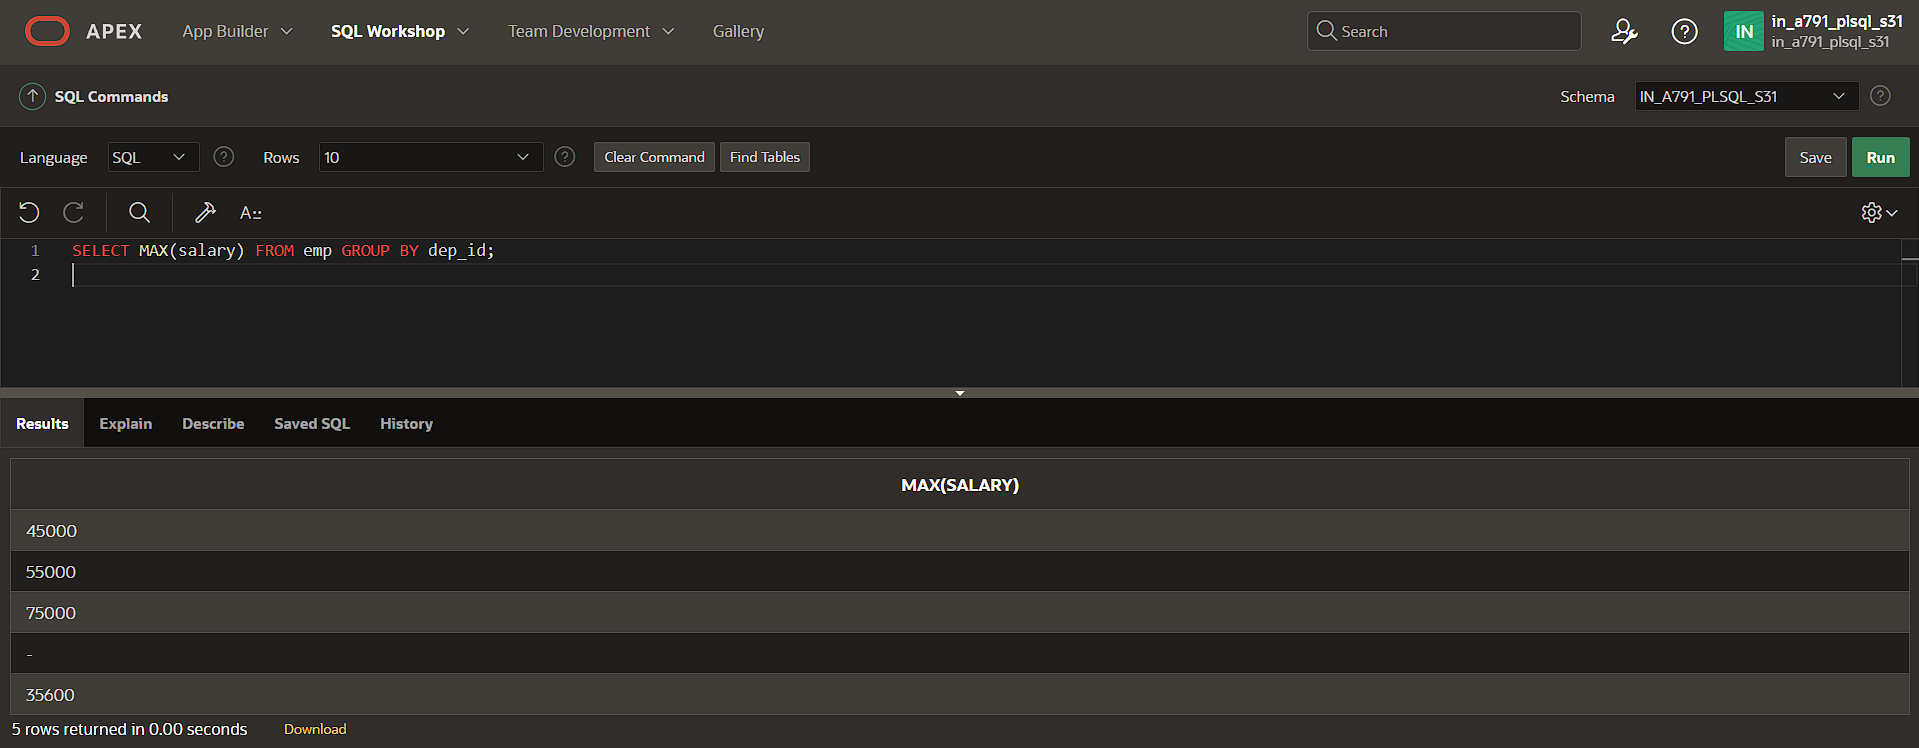 APEX App Builder SQL Workshop Team Development Gallery Search IN in_a791_plsql_s31
in_a791_plsql_s31
SQL Commands Schema IN_A791_PLSQL_S31 ?
Language SQL ? Rows 10 ? Clear Command Find Tables Save Run
A::
1 SELECT MAX(salary) FROM emp GROUP BY dep_id;
2
Results Explain Describe Saved SQL History
MAX(SALARY)
45000
55000
75000
-
35600
5 rows returned in 0.00 seconds Download